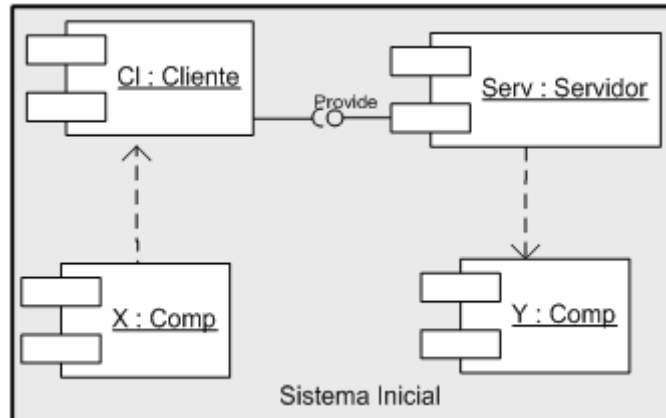 Cl : Cliente
Provide
Serv : Servidor
X : Comp
Y : Comp
Sistema Inicial